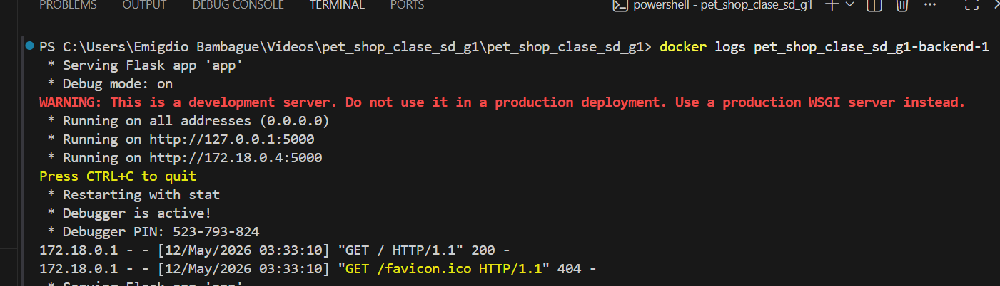 PROBLEMS OUTPUT DEBUG CONSOLE TERMINAL PORTS powershell - pet_shop_clase_sd_g1
PS C:\Users\Emigdio Bambague\Videos\pet_shop_clase_sd_g1\pet_shop_clase_sd_g1> docker logs pet_shop_clase_sd_g1-backend-1
* Serving Flask app 'app'
* Debug mode: on
WARNING: This is a development server. Do not use it in a production deployment. Use a production WSGI server instead.
* Running on all addresses (0.0.0.0)
* Running on http://127.0.0.1:5000
* Running on http://172.18.0.4:5000
Press CTRL+C to quit
* Restarting with stat
* Debugger is active!
* Debugger PIN: 523-793-824
172.18.0.1 - - [12/May/2026 03:33:10] "GET / HTTP/1.1" 200 -
172.18.0.1 - - [12/May/2026 03:33:10] "GET /favicon.ico HTTP/1.1" 404 -
* Serving Flask app 'app'